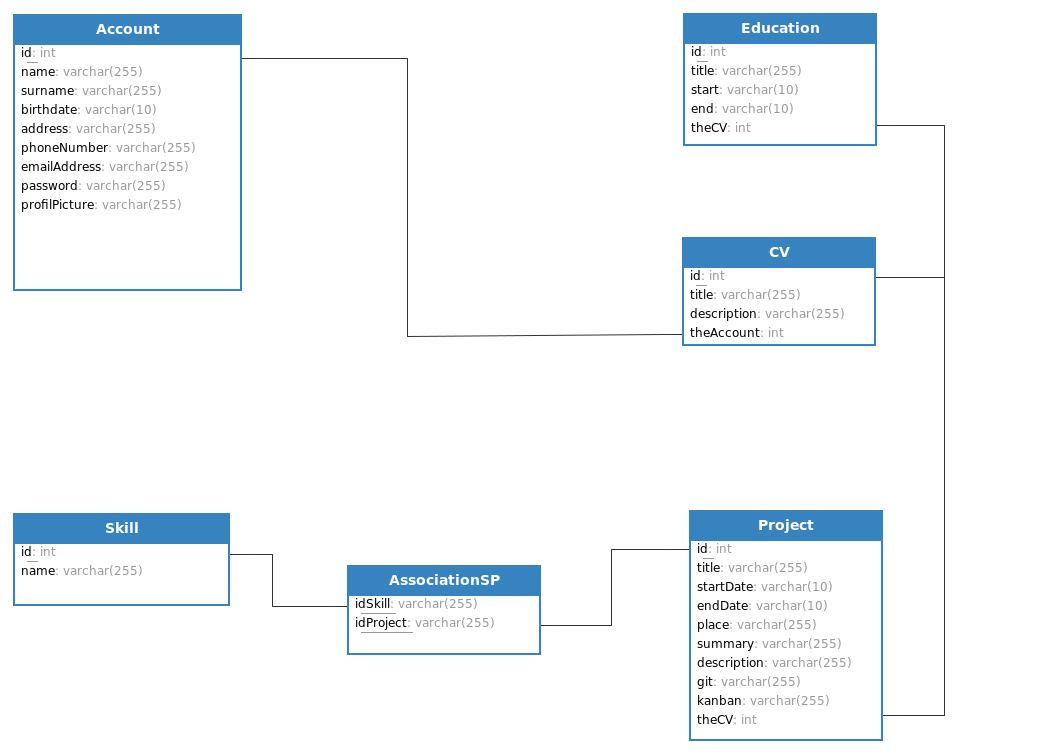 Account
id: int
name: varchar(255)
surname: varchar(255)
birthdate: varchar(10)
address: varchar(255)
phoneNumber: varchar(255)
emailAddress: varchar(255)
password: varchar(255)
profilPicture: varchar(255)
Education
id: int
title: varchar(255)
start: varchar(10)
end: varchar(10)
theCV: int
CV
id: int
title: varchar(255)
description: varchar(255)
theAccount: int
Skill
id: int
name: varchar(255)
AssociationSP
idSkill: varchar(255)
idProject: varchar(255)
Project
id: int
title: varchar(255)
startDate: varchar(10)
endDate: varchar(10)
place: varchar(255)
summary: varchar(255)
description: varchar(255)
git: varchar(255)
kanban: varchar(255)
theCV: int